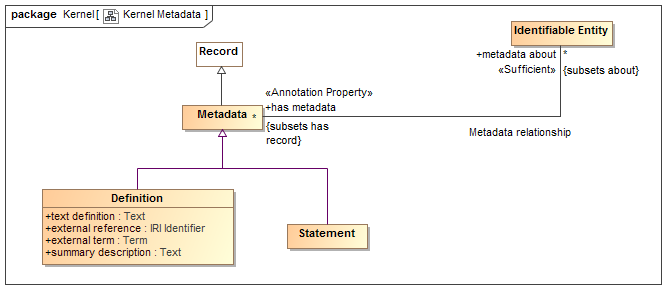 package Kernel[ Kernel Metadata ]
Identifiable Entity
Record
+metadata about *
«Sufficient» {subsets about}
«Annotation Property»
+has metadata
Metadata *
{subsets has
record}
Metadata relationship
Definition
+text definition : Text
+external reference : IRI Identifier
+external term : Term
+summary description : Text
Statement